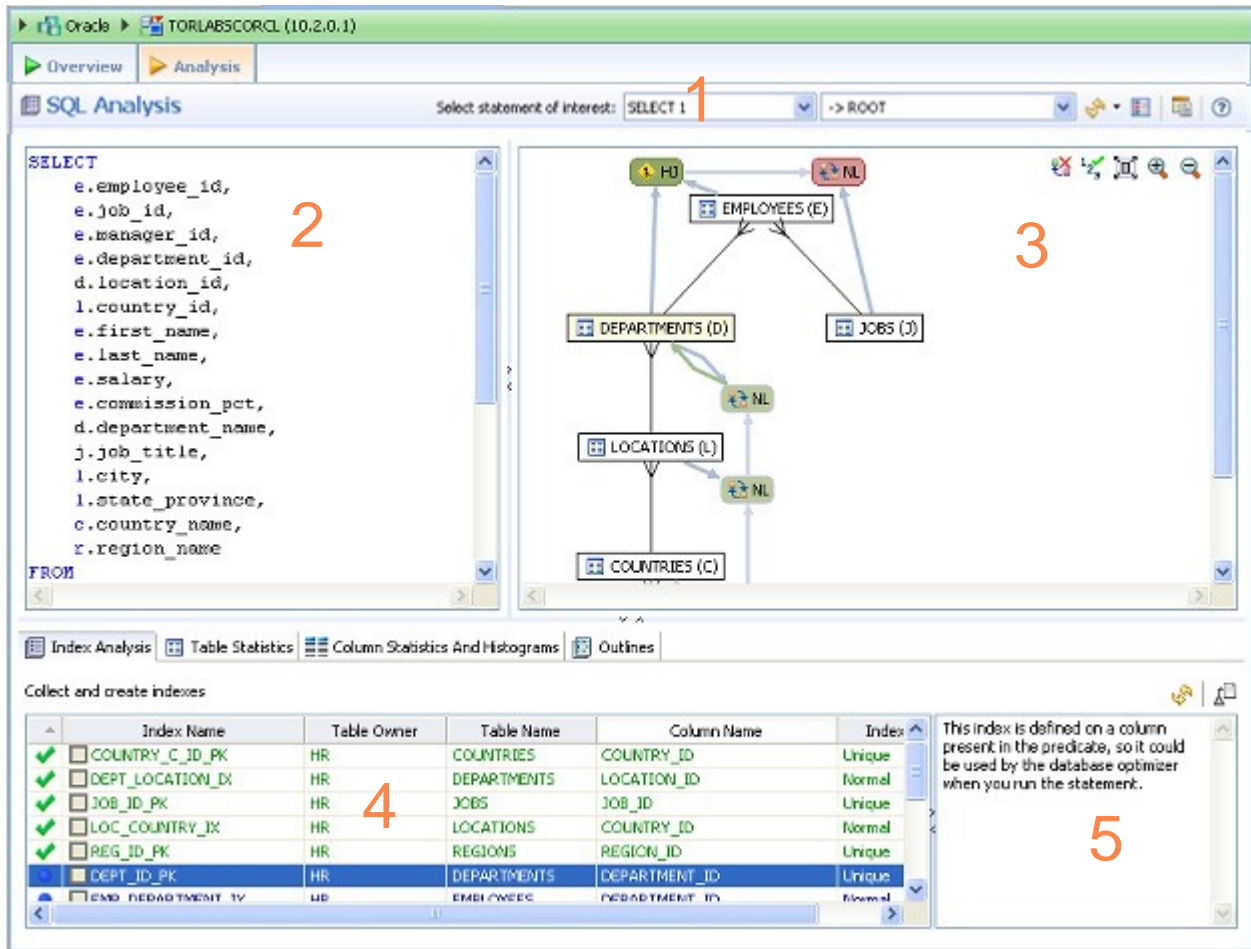 Oracle TORLABSCORCL (10.2.0.1)
Overview Analysis
SQL Analysis Select statement of interest: SELECT 1 -> ROOT
1
SELECT
e.employee_id,
e.job_id,
e.manager_id,
e.department_id,
d.location_id,
l.country_id,
e.first_name,
e.last_name,
e.salary,
e.commission_pct,
d.department_name,
j.job_title,
l.city,
l.state_province,
c.country_name,
r.region_name
FROM
2
HJ NL
EMPLOYEES (E)
3
DEPARTMENTS (D) JOBS (J)
NL
LOCATIONS (L)
NL
COUNTRIES (C)
Index Analysis Table Statistics Column Statistics And Histograms Outlines
Collect and create indexes
Index Name Table Owner Table Name Column Name Index
COUNTRY_C_ID_PK HR COUNTRIES COUNTRY_ID Unique
DEPT_LOCATION_IX HR DEPARTMENTS LOCATION_ID Normal
JOB_ID_PK HR JOBS JOB_ID Unique
LOC_COUNTRY_IX HR LOCATIONS COUNTRY_ID Normal
REG_ID_PK HR REGIONS REGION_ID Unique
DEPT_ID_PK HR DEPARTMENTS DEPARTMENT_ID Unique
EMP_DEPARTMENT_IX HR EMPLOYEES DEPARTMENT_ID Normal
4
This index is defined on a column
present in the predicate, so it could
be used by the database optimizer
when you run the statement.
5